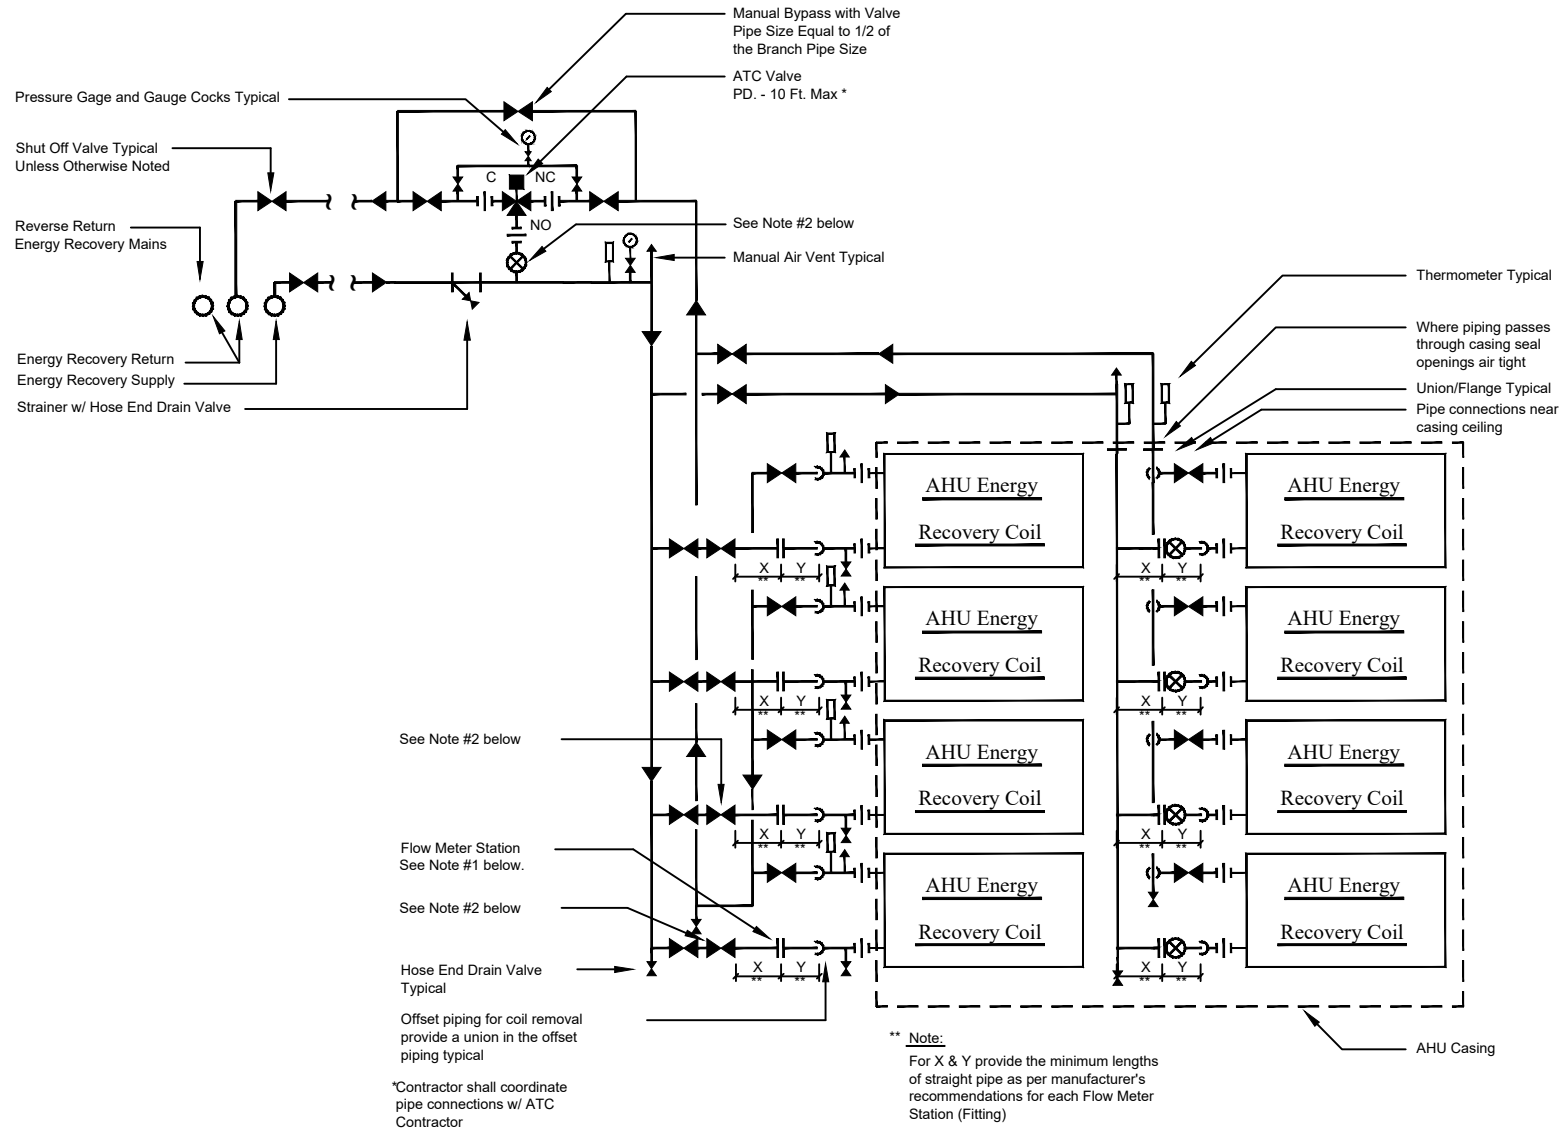 Manual Bypass with Valve
Pipe Size Equal to 1/2 of
the Branch Pipe Size
ATC Valve
PD. - 10 Ft. Max *
Pressure Gage and Gauge Cocks Typical
Shut Off Valve Typical
Unless Otherwise Noted
C
NC
NO
Reverse Return
Energy Recovery Mains
See Note #2 below
Manual Air Vent Typical
Thermometer Typical
Where piping passes
through casing seal
openings air tight
Union/Flange Typical
Pipe connections near
casing ceiling
Energy Recovery Return
Energy Recovery Supply
Strainer w/ Hose End Drain Valve
AHU Energy
Recovery Coil
AHU Energy
Recovery Coil
X
**
Y
**
X
**
Y
**
AHU Energy
Recovery Coil
AHU Energy
Recovery Coil
X
**
Y
**
X
**
Y
**
See Note #2 below
AHU Energy
Recovery Coil
AHU Energy
Recovery Coil
X
**
Y
**
X
**
Y
**
Flow Meter Station
See Note #1 below.
See Note #2 below
AHU Energy
Recovery Coil
AHU Energy
Recovery Coil
X
**
Y
**
X
**
Y
**
Hose End Drain Valve
Typical
Offset piping for coil removal
provide a union in the offset
piping typical
*Contractor shall coordinate
pipe connections w/ ATC
Contractor
** Note:
For X & Y provide the minimum lengths
of straight pipe as per manufacturer's
recommendations for each Flow Meter
Station (Fitting)
AHU Casing